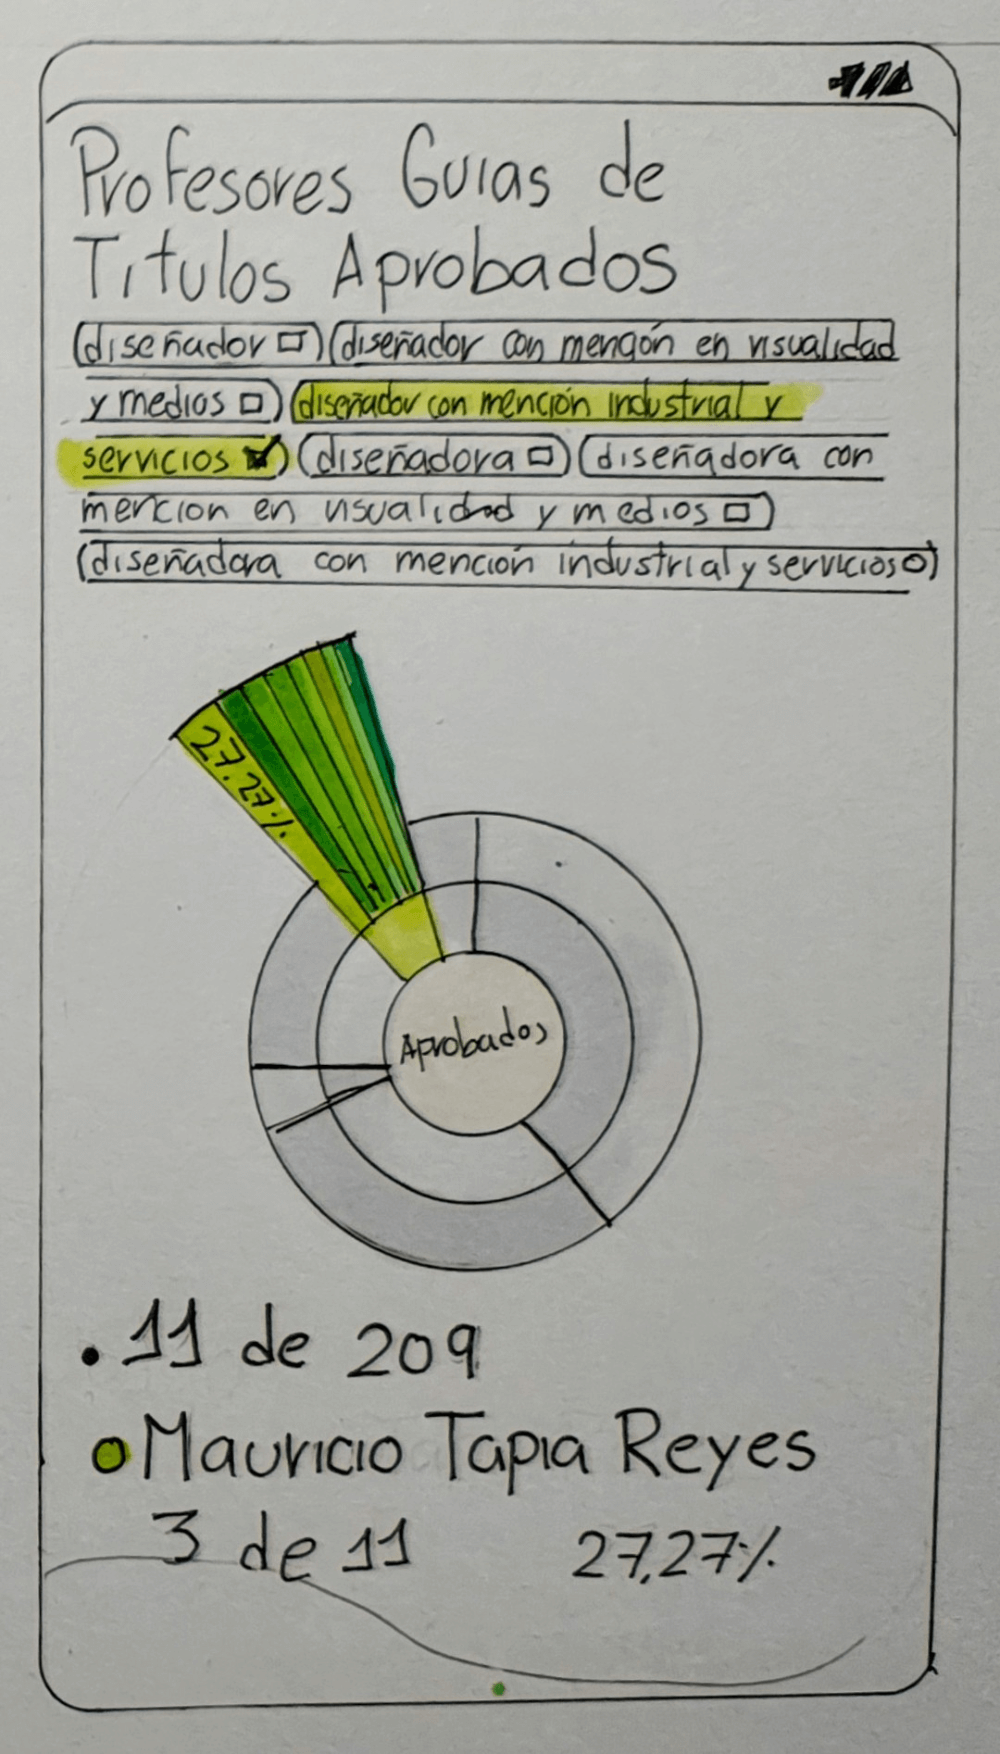 Profesores Guias de
Titulos Aprobados
(diseñador ☐) (diseñador con mención en visualidad
y medios ☐) (diseñador con mención industrial y
servicios ☑) (diseñadora ☐) (diseñadora con
mencion en visualidad y medios ☐)
(diseñadora con mención industrial y servicios ☐)
27.27%
Aprobados
• 11 de 209
Mauricio Tapia Reyes
3 de 11 27,27%